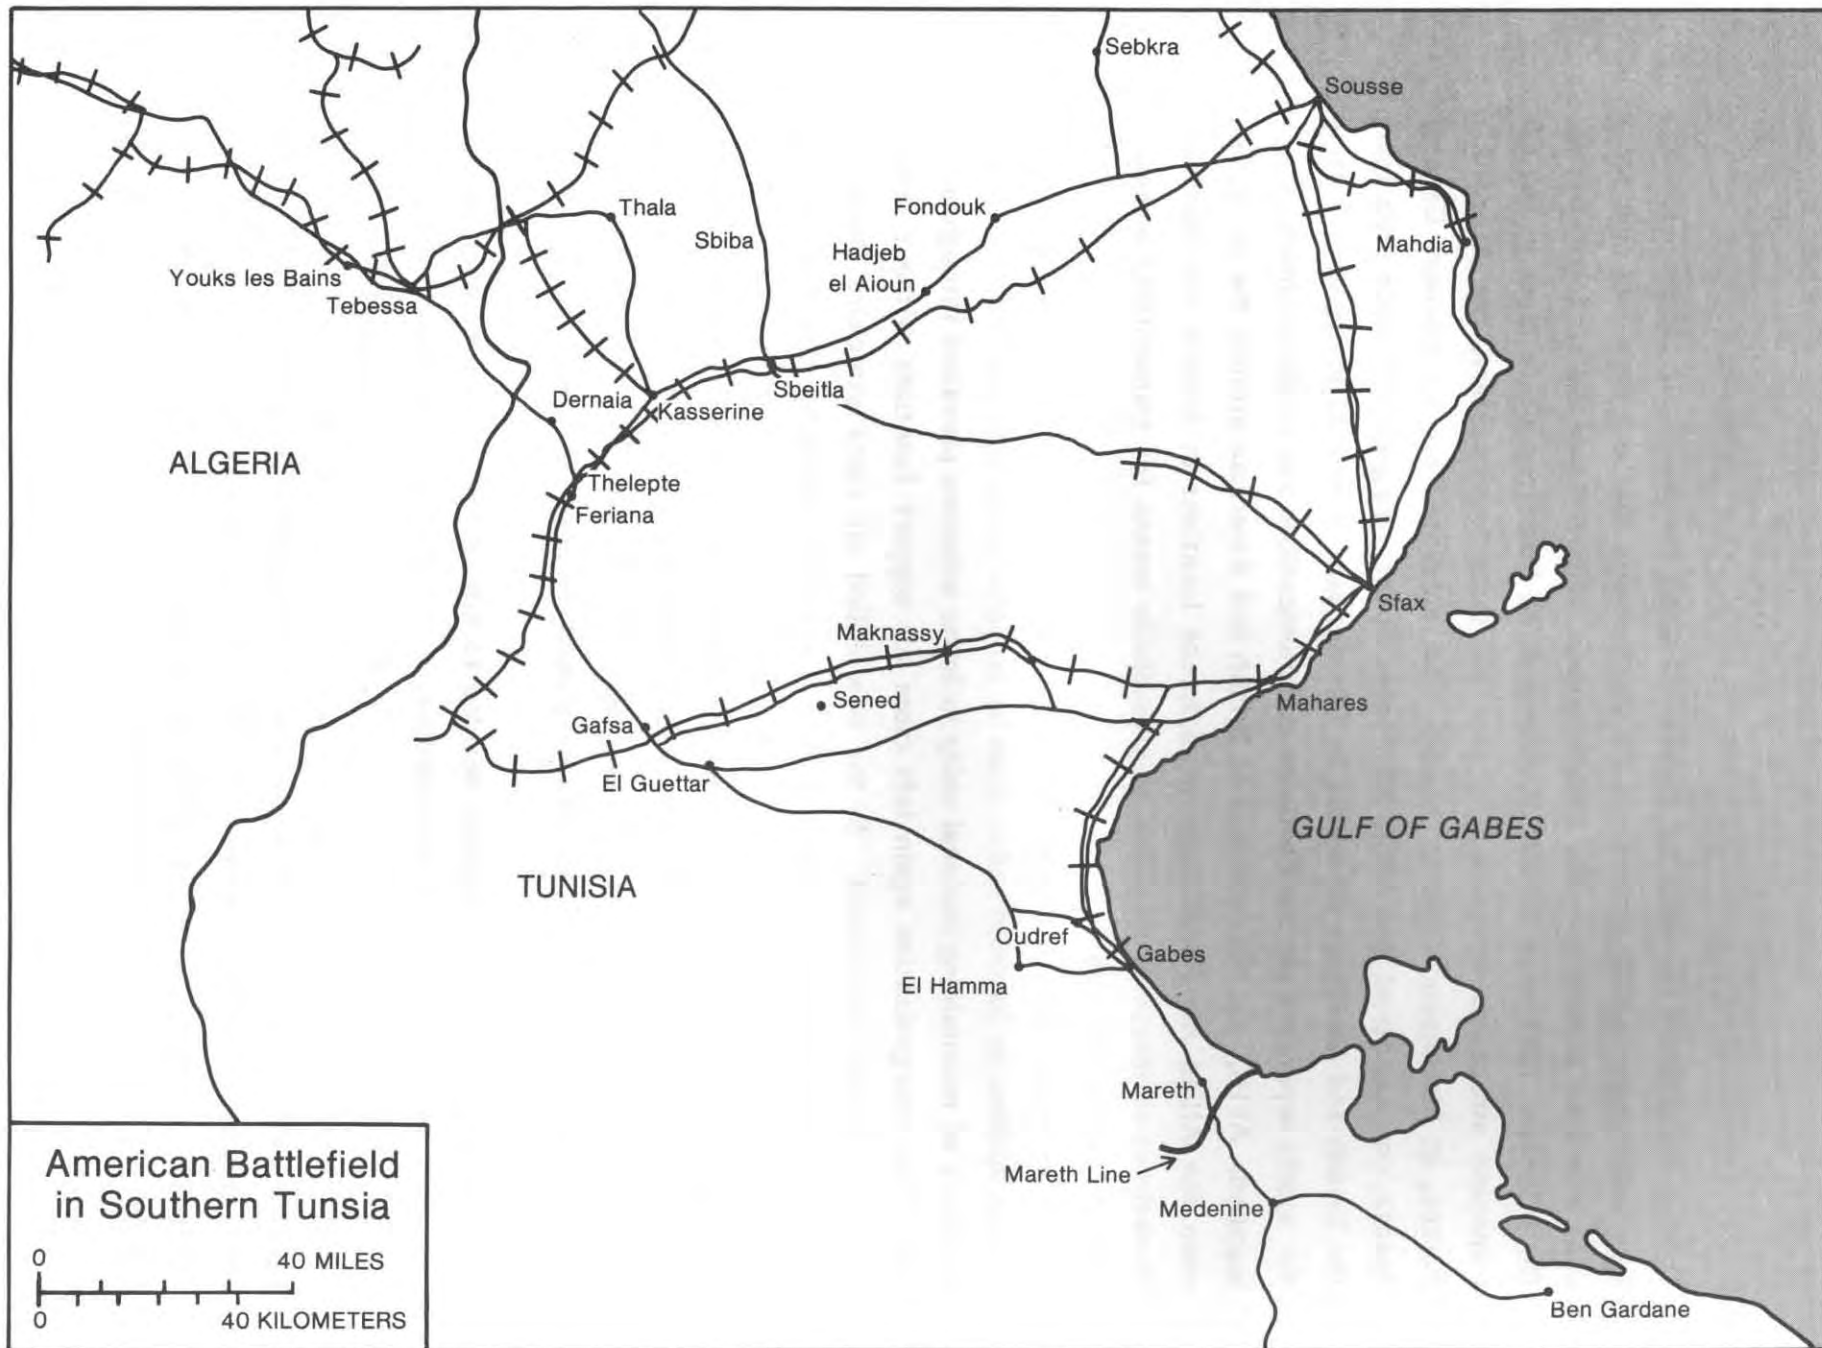 Sebkra
Sousse
Thala
Fondouk
Sbiba
Mahdia
Hadjeb
el Aioun
Youks les Bains
Tebessa
Sbeitla
Dernaia
Kasserine
ALGERIA
Thelepte
Feriana
Sfax
Maknassy
Sened
Mahares
Gafsa
El Guettar
GULF OF GABES
TUNISIA
Oudref
Gabes
El Hamma
Mareth
Mareth Line
Medenine
Ben Gardane
American Battlefield
in Southern Tunsia
0 40 MILES
0 40 KILOMETERS